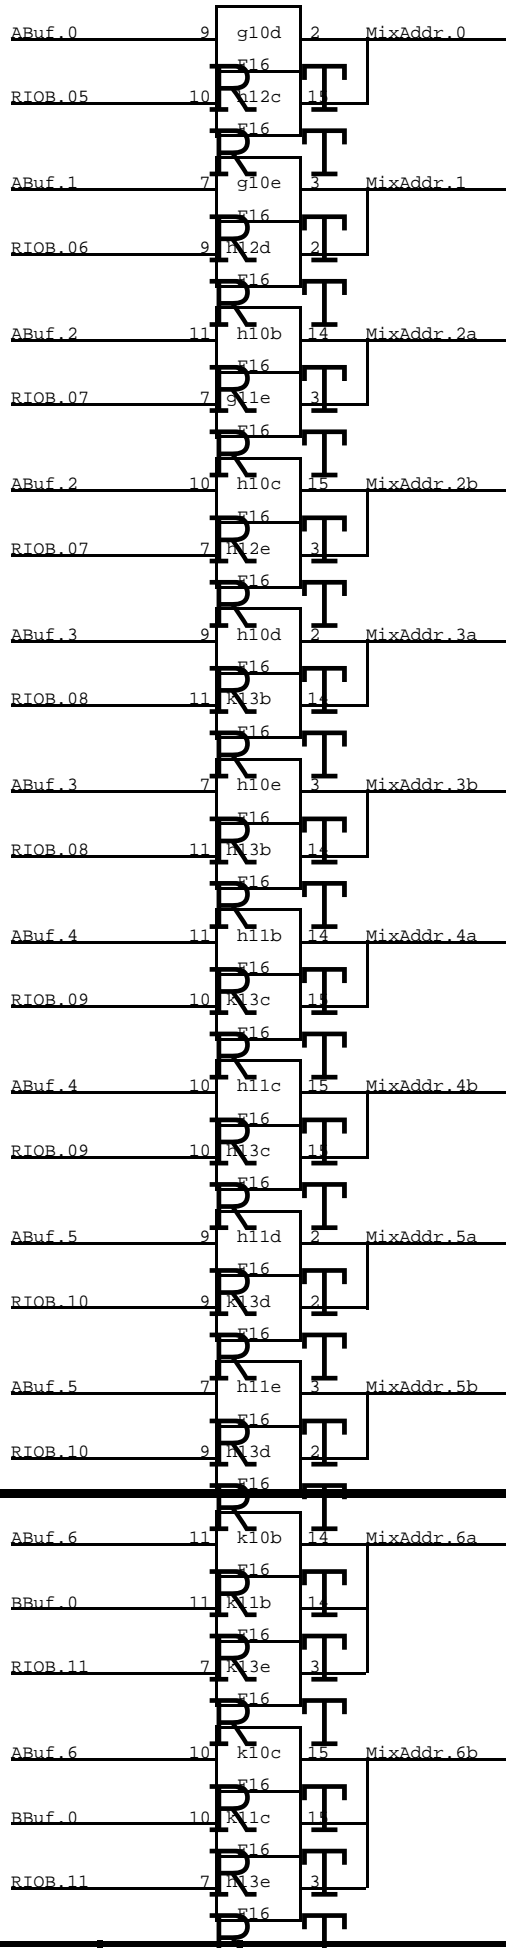 ABuf.0 9 g10d 2 MixAddr.0
F16
R T
RIOB.05 10 h12c 15
F16
R T
ABuf.1 7 g10e 3 MixAddr.1
F16
R T
RIOB.06 9 h12d 2
F16
R T
ABuf.2 11 h10b 14 MixAddr.2a
F16
R T
RIOB.07 7 g11e 3
F16
R T
ABuf.2 10 h10c 15 MixAddr.2b
F16
R T
RIOB.07 7 h12e 3
F16
R T
ABuf.3 9 h10d 2 MixAddr.3a
F16
R T
RIOB.08 11 k13b 14
F16
R T
ABuf.3 7 h10e 3 MixAddr.3b
F16
R T
RIOB.08 11 h13b 14
F16
R T
ABuf.4 11 h11b 14 MixAddr.4a
F16
R T
RIOB.09 10 k13c 15
F16
R T
ABuf.4 10 h11c 15 MixAddr.4b
F16
R T
RIOB.09 10 h13c 15
F16
R T
ABuf.5 9 h11d 2 MixAddr.5a
F16
R T
RIOB.10 9 k13d 2
F16
R T
ABuf.5 7 h11e 3 MixAddr.5b
F16
R T
RIOB.10 9 h13d 2
F16
R T
ABuf.6 11 k10b 14 MixAddr.6a
F16
R T
BBuf.0 11 k11b 14
F16
R T
RIOB.11 7 k13e 3
F16
R T
ABuf.6 10 k10c 15 MixAddr.6b
F16
R T
BBuf.0 10 k11c 15
F16
R T
RIOB.11 7 h13e 3
F16
R T